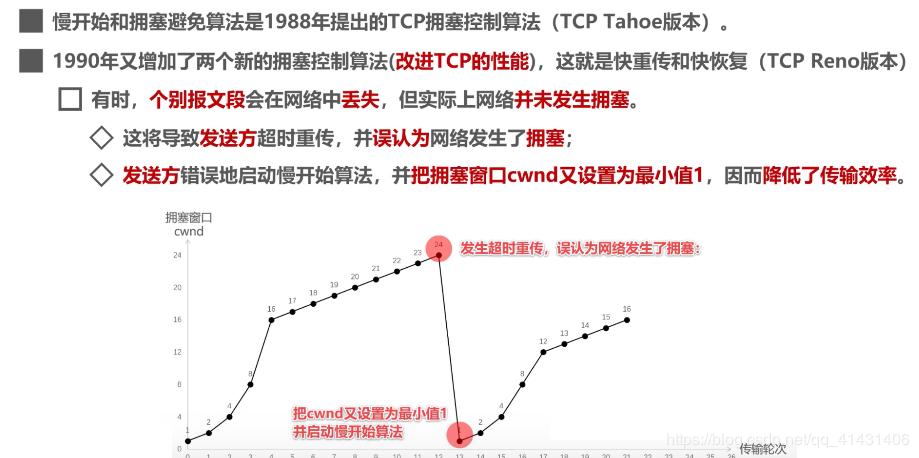 慢开始和拥塞避免算法是1988年提出的TCP拥塞控制算法（TCP Tahoe版本）。
1990年又增加了两个新的拥塞控制算法(改进TCP的性能)，这就是快重传和快恢复（TCP Reno版本）
有时，个别报文段会在网络中丢失，但实际上网络并未发生拥塞。
这将导致发送方超时重传，并误认为网络发生了拥塞；
发送方错误地启动慢开始算法，并把拥塞窗口cwnd又设置为最小值1，因而降低了传输效率。
拥塞窗口
cwnd
发生超时重传，误认为网络发生了拥塞：
24 24
23
22
21
20 20
19
18
17
16 16 16
15
14
13
12 12
8 8 8
4 4 4
2 2
1 1
0
把cwnd又设置为最小值1
并启动慢开始算法
传输轮次
0 1 2 3 4 5 6 7 8 9 10 11 12 13 14 15 16 17 18 19 20 21 22 23 24 25 26
https://blog.csdn.net/qq_41431406